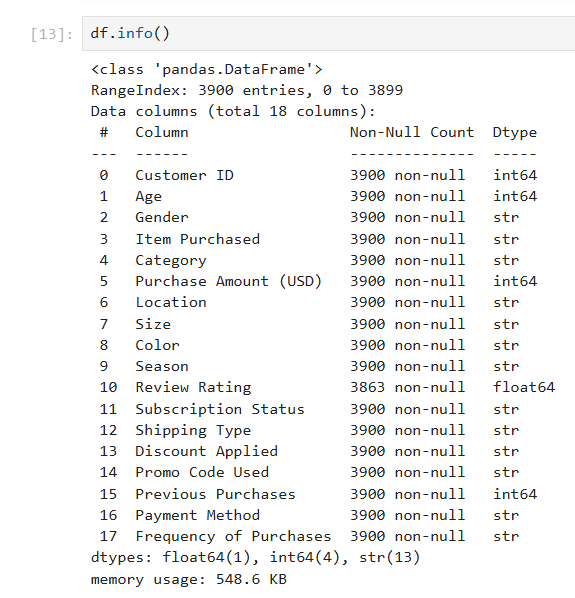 [13]: df.info()
<class 'pandas.DataFrame'>
RangeIndex: 3900 entries, 0 to 3899
Data columns (total 18 columns):
 #   Column                  Non-Null Count  Dtype
---  ------                  --------------  -----
 0   Customer ID             3900 non-null   int64
 1   Age                     3900 non-null   int64
 2   Gender                  3900 non-null   str
 3   Item Purchased          3900 non-null   str
 4   Category                3900 non-null   str
 5   Purchase Amount (USD)   3900 non-null   int64
 6   Location                3900 non-null   str
 7   Size                    3900 non-null   str
 8   Color                   3900 non-null   str
 9   Season                  3900 non-null   str
 10  Review Rating           3863 non-null   float64
 11  Subscription Status     3900 non-null   str
 12  Shipping Type           3900 non-null   str
 13  Discount Applied        3900 non-null   str
 14  Promo Code Used         3900 non-null   str
 15  Previous Purchases      3900 non-null   int64
 16  Payment Method          3900 non-null   str
 17  Frequency of Purchases  3900 non-null   str
dtypes: float64(1), int64(4), str(13)
memory usage: 548.6 KB